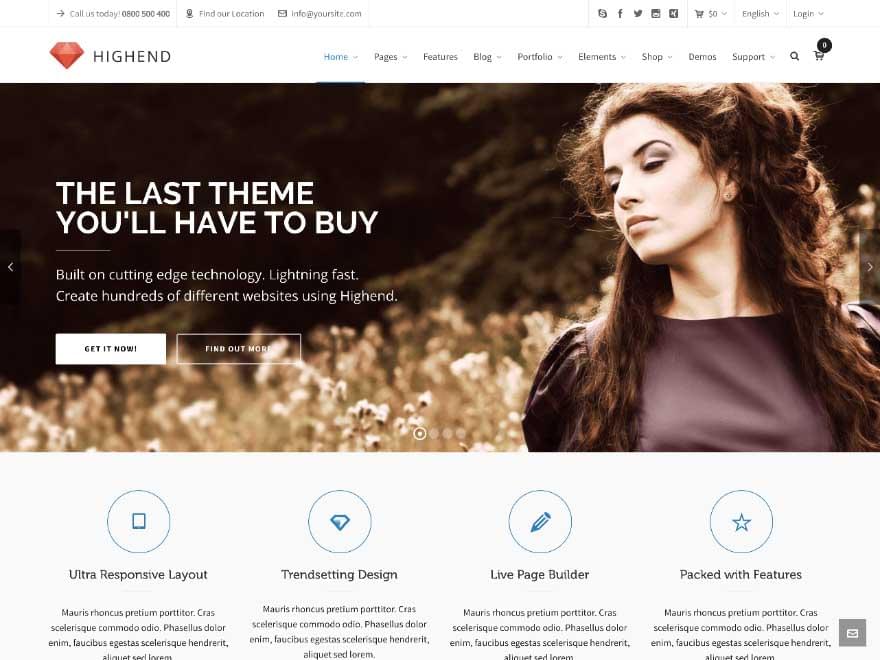 Call us today! 0800 500 400 Find our Location info@yoursite.com $0 English Login
HIGHEND
Home Pages Features Blog Portfolio Elements Shop Demos Support 0
THE LAST THEME
YOU'LL HAVE TO BUY
Built on cutting edge technology. Lightning fast.
Create hundreds of different websites using Highend.
GET IT NOW! FIND OUT MORE
Ultra Responsive Layout
Mauris rhoncus pretium porttitor. Cras
scelerisque commodo odio. Phasellus dolor
enim, faucibus egestas scelerisque hendrerit,
aliquet sed lorem.
Trendsetting Design
Mauris rhoncus pretium porttitor. Cras
scelerisque commodo odio. Phasellus dolor
enim, faucibus egestas scelerisque hendrerit,
aliquet sed lorem.
Live Page Builder
Mauris rhoncus pretium porttitor. Cras
scelerisque commodo odio. Phasellus dolor
enim, faucibus egestas scelerisque hendrerit,
aliquet sed lorem.
Packed with Features
Mauris rhoncus pretium porttitor. Cras
scelerisque commodo odio. Phasellus dolor
enim, faucibus egestas scelerisque hendrerit,
aliquet sed lorem.